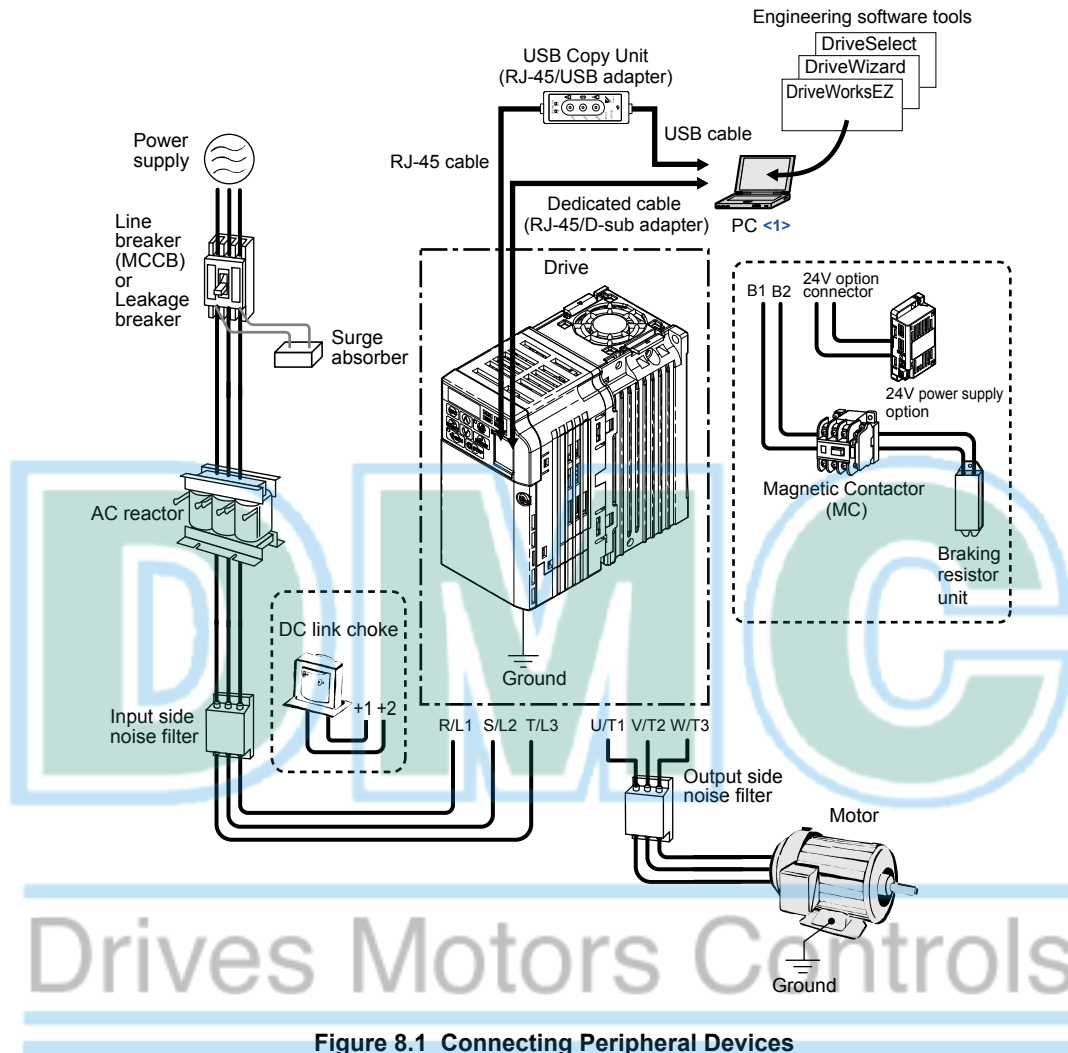 Engineering software tools
DriveSelect
DriveWizard
DriveWorksEZ
USB Copy Unit
(RJ-45/USB adapter)
USB cable
RJ-45 cable
Dedicated cable
(RJ-45/D-sub adapter)
PC <1>
Power
supply
Line
breaker
(MCCB)
or
Leakage
breaker
Surge
absorber
Drive
B1 B2
24V option
connector
24V power supply
option
Magnetic Contactor
(MC)
Braking
resistor
unit
AC reactor
DC link choke
+1 +2
Ground
Input side
noise filter
R/L1 S/L2 T/L3
U/T1 V/T2 W/T3
Output side
noise filter
Motor
Ground
DMC
Drives Motors Controls
Figure 8.1 Connecting Peripheral Devices